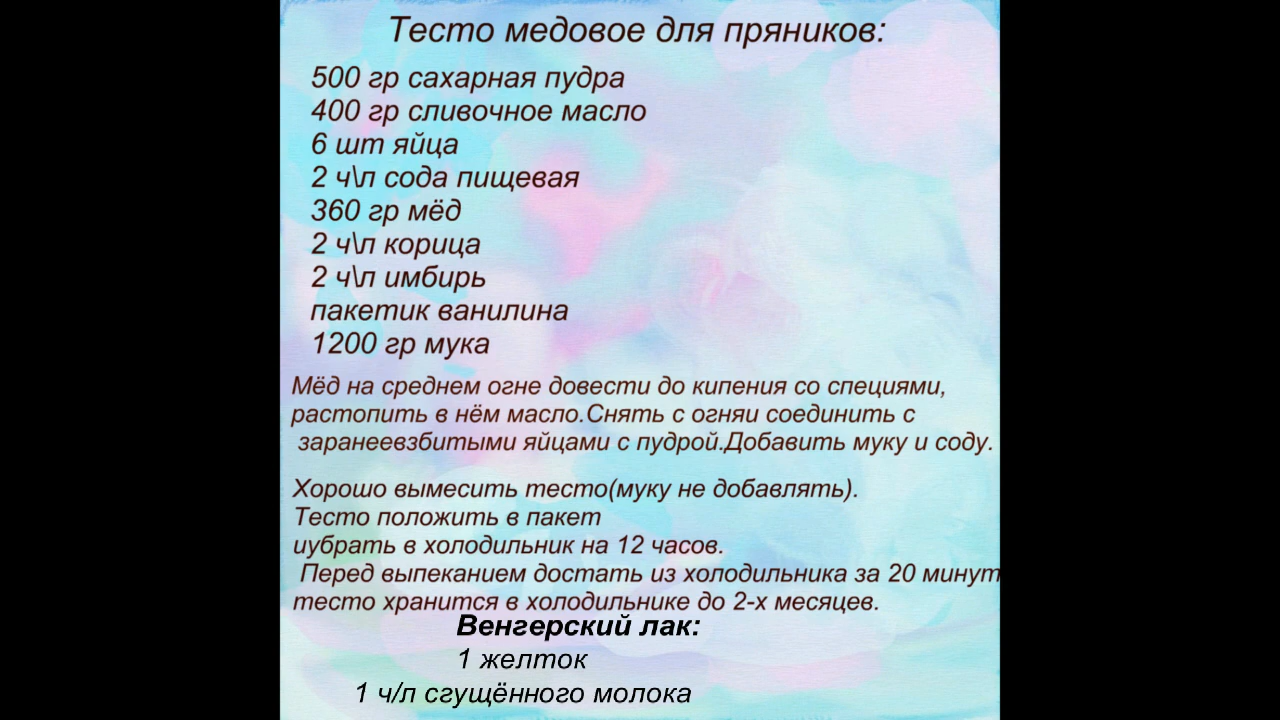 Тесто медовое для пряников:
500 гр сахарная пудра
400 гр сливочное масло
6 шт яйца
2 ч\л сода пищевая
360 гр мёд
2 ч\л корица
2 ч\л имбирь
пакетик ванилина
1200 гр мука
Мёд на среднем огне довести до кипения со специями,
растопить в нём масло.Снять с огняи соединить с
заранеевзбитыми яйцами с пудрой.Добавить муку и соду.
Хорошо вымесить тесто(муку не добавлять).
Тесто положить в пакет
иубрать в холодильник на 12 часов.
Перед выпеканием достать из холодильника за 20 минут
тесто хранится в холодильнике до 2-х месяцев.
Венгерский лак:
1 желток
1 ч/л сгущённого молока